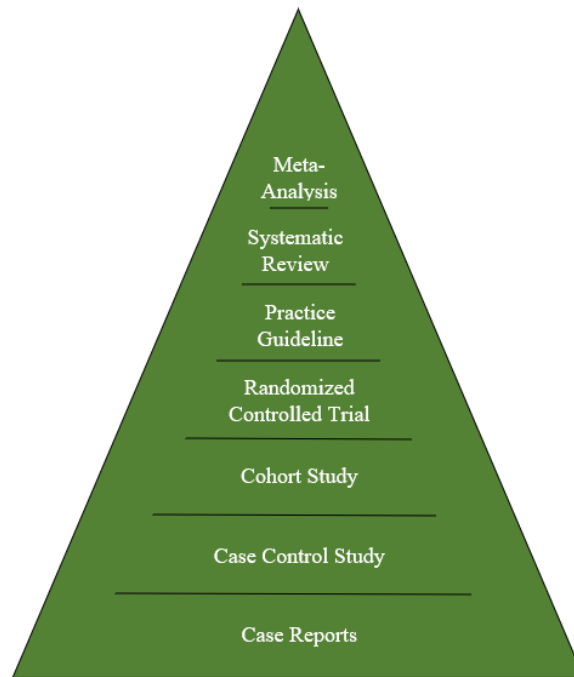 Meta-
Analysis
Systematic
Review
Practice
Guideline
Randomized
Controlled Trial
Cohort Study
Case Control Study
Case Reports